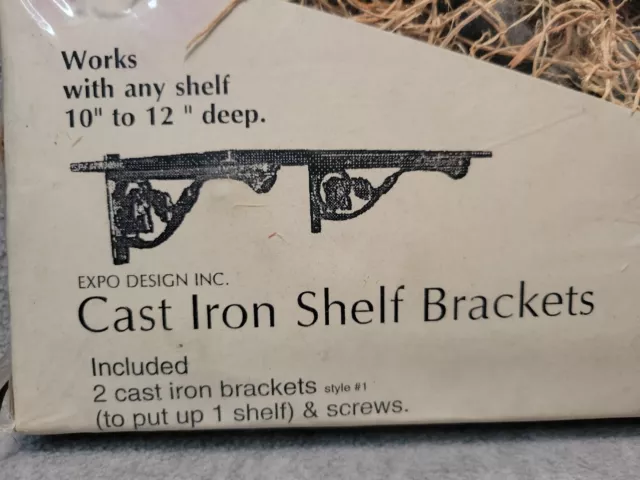 Works
with any shelf
10" to 12 " deep.
EXPO DESIGN INC.
Cast Iron Shelf Brackets
Included
2 cast iron brackets style #1
(to put up 1 shelf) & screws.